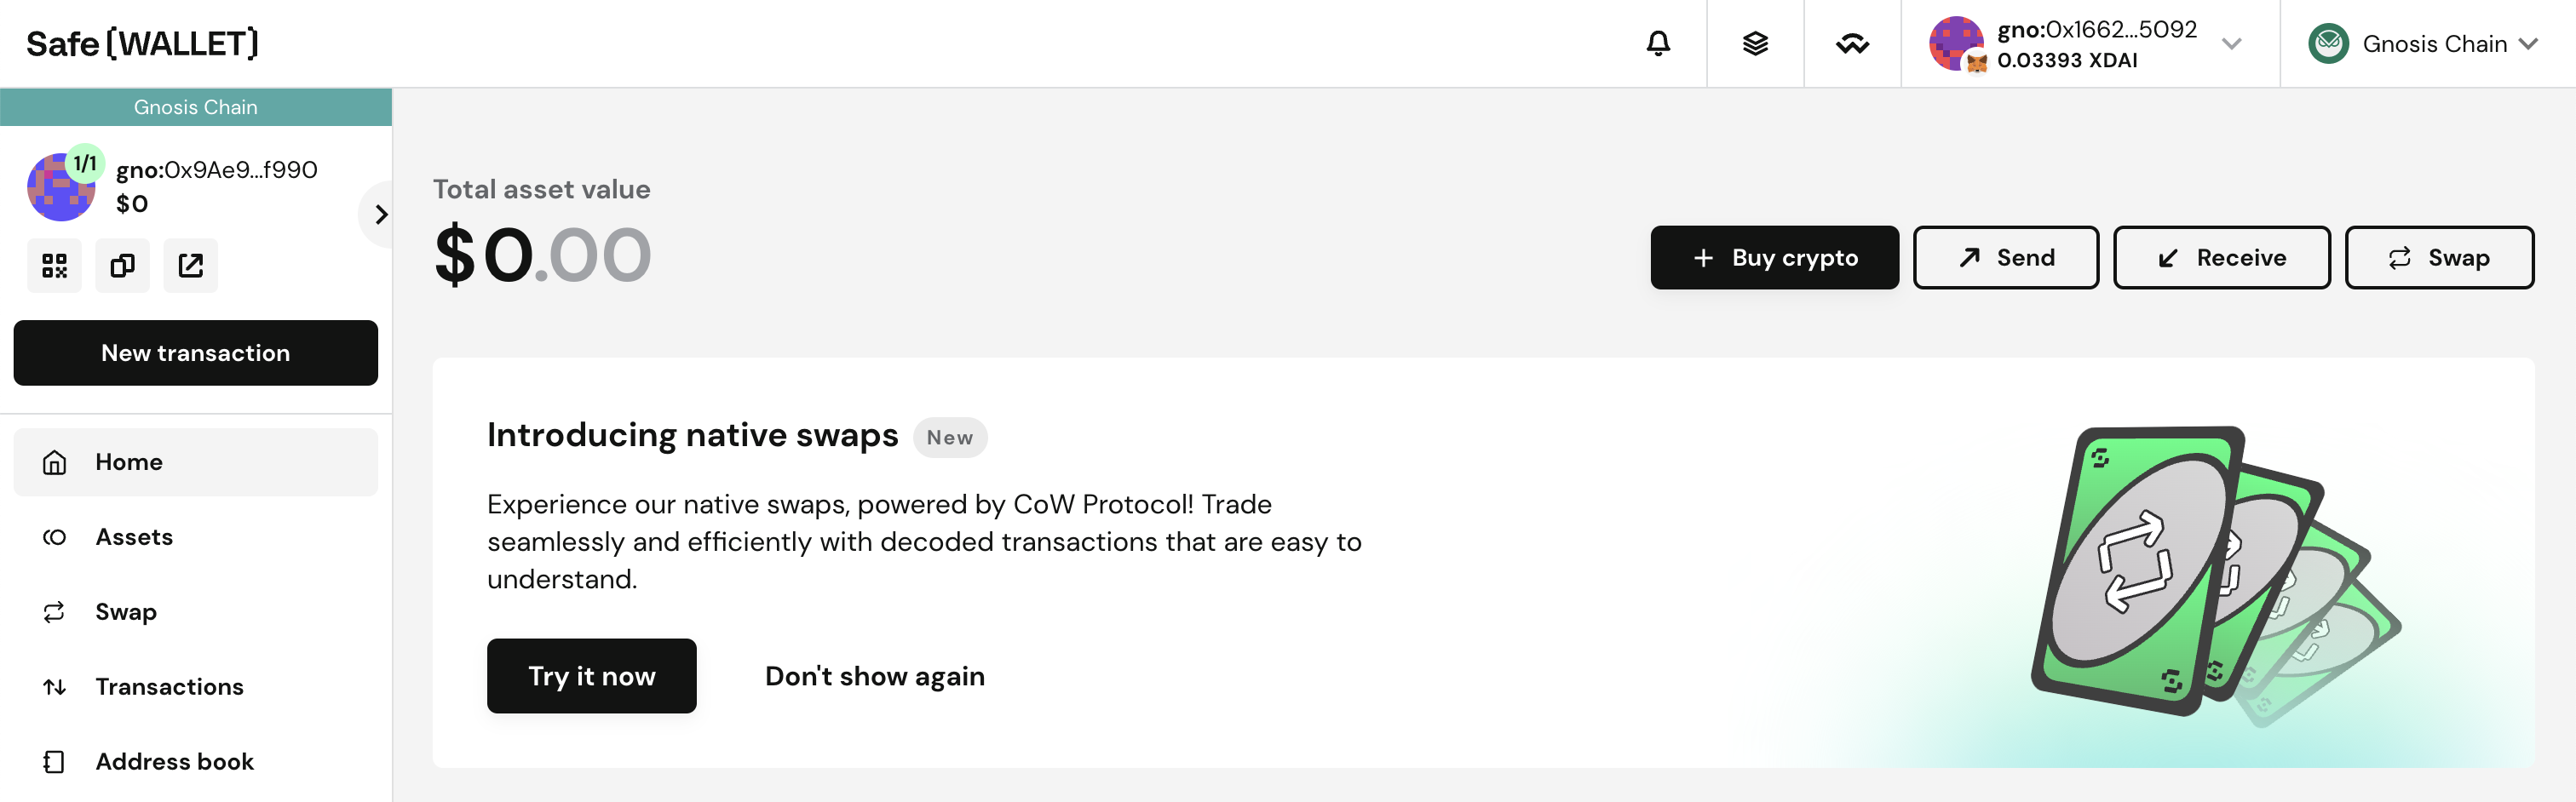 Safe{WALLET}
gno:0x1662...5092
0.03393 XDAI
Gnosis Chain
Gnosis Chain
1/1
gno:0x9Ae9...f990
$0
New transaction
Home
Assets
Swap
Transactions
Address book
Total asset value
$0.00
Buy crypto
Send
Receive
Swap
Introducing native swaps New
Experience our native swaps, powered by CoW Protocol! Trade
seamlessly and efficiently with decoded transactions that are easy to
understand.
Try it now
Don't show again